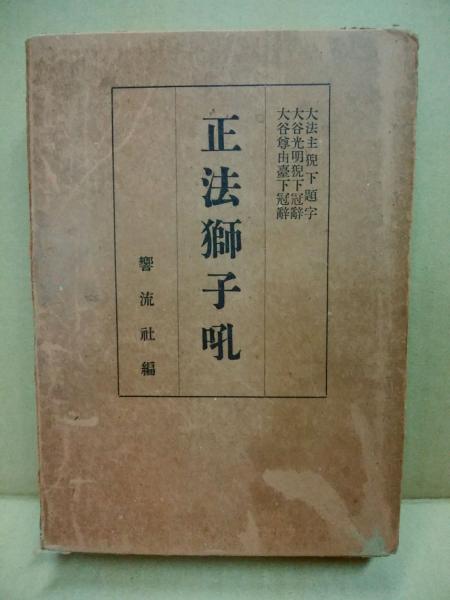 大法主猊下題字
大谷光明猊下冠辭
大谷尊由臺下冠辭
正法獅子吼
響流社編